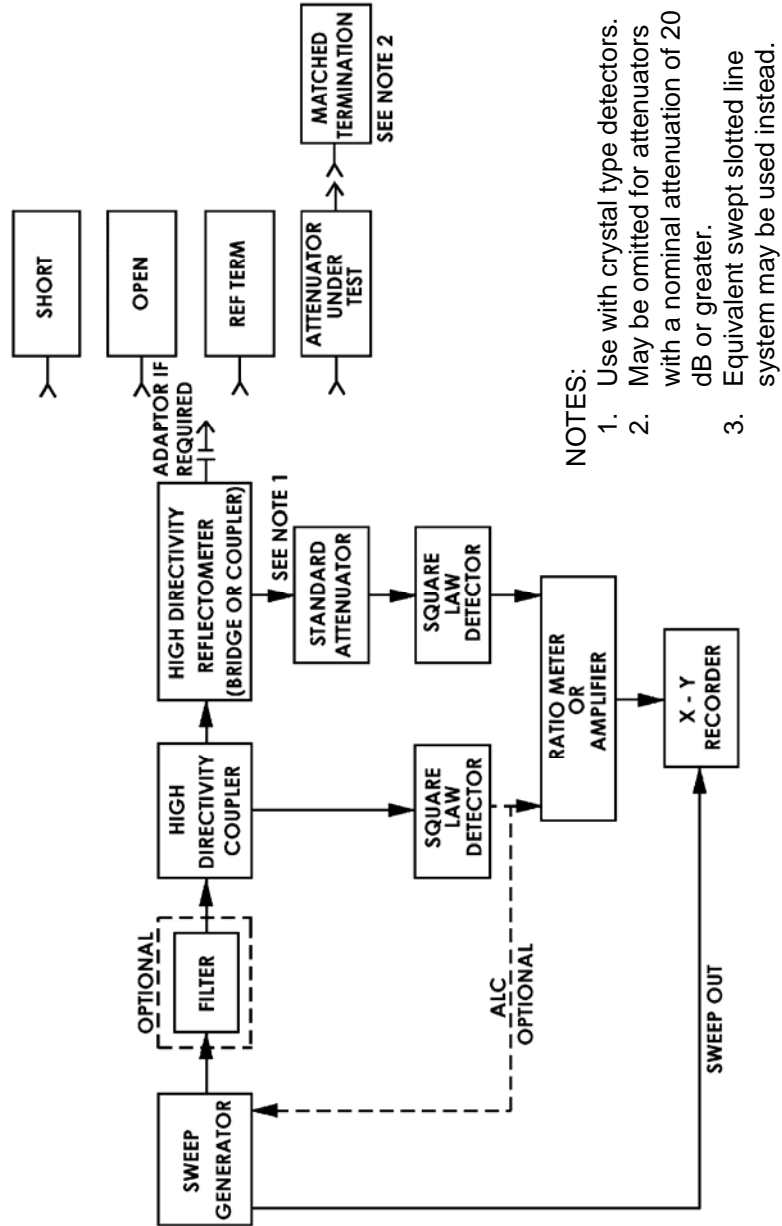 SHORT
OPEN
REF TERM
ATTENUATOR
UNDER
TEST
MATCHED
TERMINATION
SEE NOTE 2
ADAPTOR IF
REQUIRED
OPTIONAL
SWEEP
GENERATOR
FILTER
HIGH
DIRECTIVITY
COUPLER
HIGH DIRECTIVITY
REFLECTOMETER
(BRIDGE OR COUPLER)
SEE NOTE 1
STANDARD
ATTENUATOR
SQUARE
LAW
DETECTOR
SQUARE
LAW
DETECTOR
ALC
OPTIONAL
RATIO METER
OR
AMPLIFIER
X - Y
RECORDER
SWEEP OUT
NOTES:
1. Use with crystal type detectors.
2. May be omitted for attenuators
with a nominal attenuation of 20
dB or greater.
3. Equivalent swept slotted line
system may be used instead.